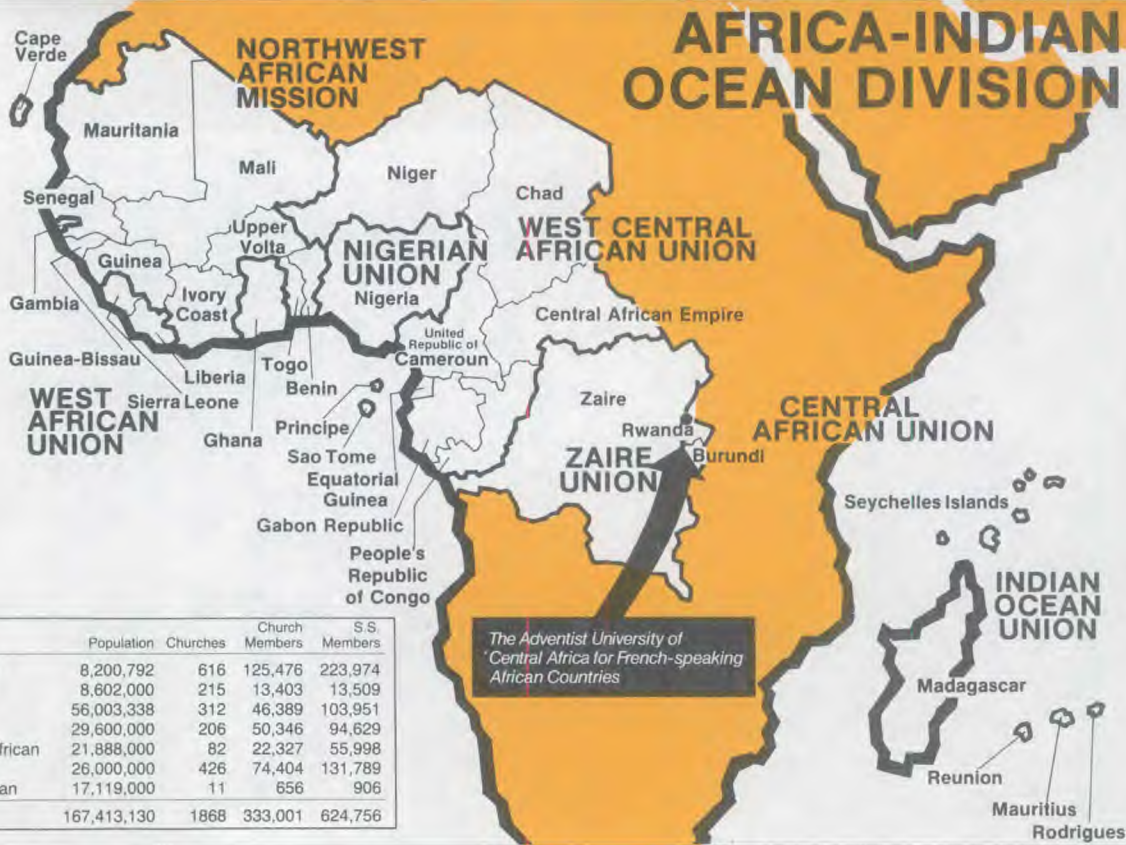 AFRICA-INDIAN
OCEAN DIVISION
Cape
Verde
NORTHWEST
AFRICAN
MISSION
Mauritania
Mali
Niger
Chad
Senegal
Upper
Volta
WEST CENTRAL
AFRICAN UNION
NIGERIAN
UNION
Nigeria
Guinea
Ivory
Coast
Gambia
Central African Empire
United
Republic of
Cameroun
Guinea-Bissau
Togo
Liberia
Benin
Sierra Leone
WEST
AFRICAN
UNION
Ghana
Principe
Sao Tome
Equatorial
Guinea
Gabon Republic
People's
Republic
of Congo
Zaire
Rwanda
Burundi
ZAIRE
UNION
CENTRAL
AFRICAN UNION
Seychelles Islands
INDIAN
OCEAN
UNION
Madagascar
Reunion
Mauritius
Rodrigues
The Adventist University of
Central Africa for French-speaking
African Countries
Population Churches Church Members S.S. Members
8,200,792 616 125,476 223,974
8,602,000 215 13,403 13,509
56,003,338 312 46,389 103,951
29,600,000 206 50,346 94,629
frican 21,888,000 82 22,327 55,998
26,000,000 426 74,404 131,789
an 17,119,000 11 656 906
167,413,130 1868 333,001 624,756